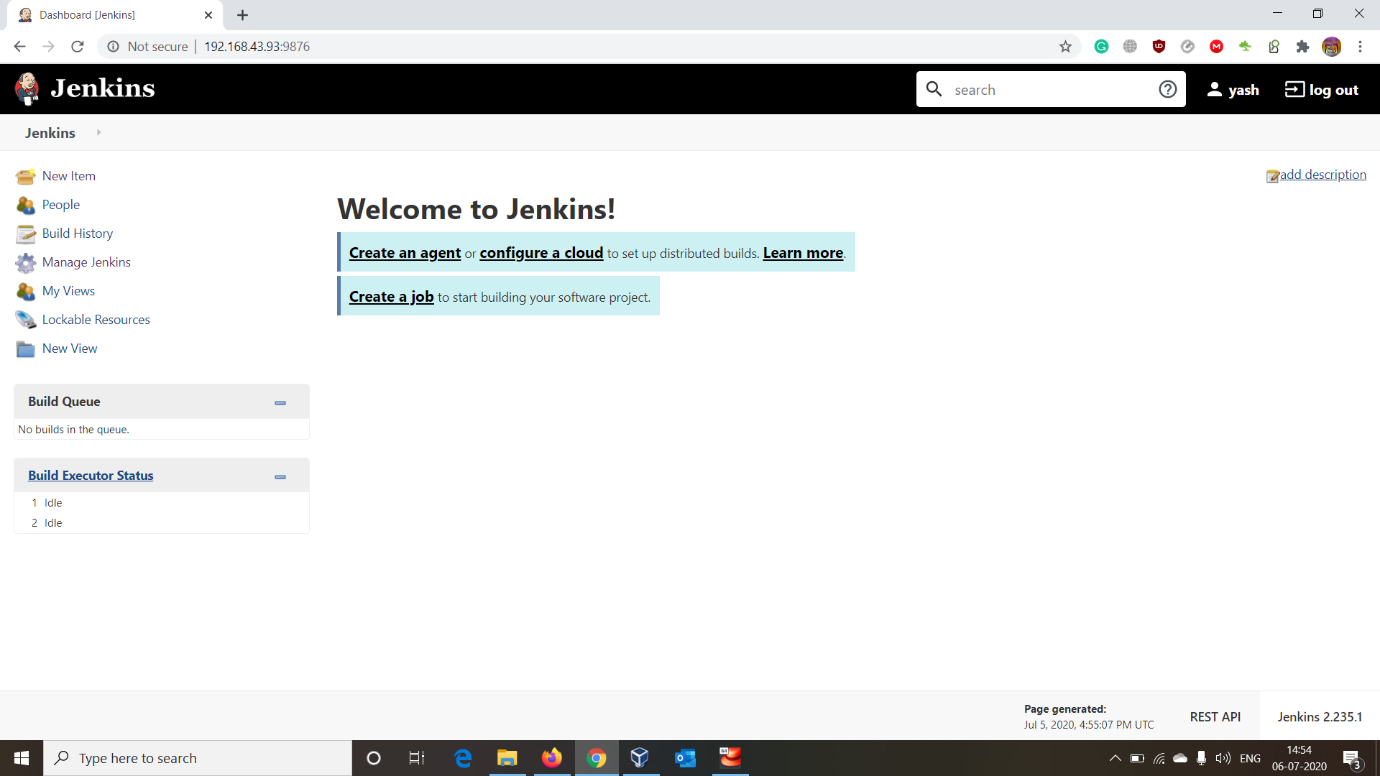 Dashboard [Jenkins]
Not secure | 192.168.43.93:9876
Jenkins
search
yash
log out
Jenkins
New Item
People
Build History
Manage Jenkins
My Views
Lockable Resources
New View
add description
Welcome to Jenkins!
Create an agent or configure a cloud to set up distributed builds. Learn more.
Create a job to start building your software project.
Build Queue
No builds in the queue.
Build Executor Status
1 Idle
2 Idle
Page generated:
Jul 5, 2020, 4:55:07 PM UTC
REST API
Jenkins 2.235.1
Type here to search
ENG
14:54
06-07-2020
3